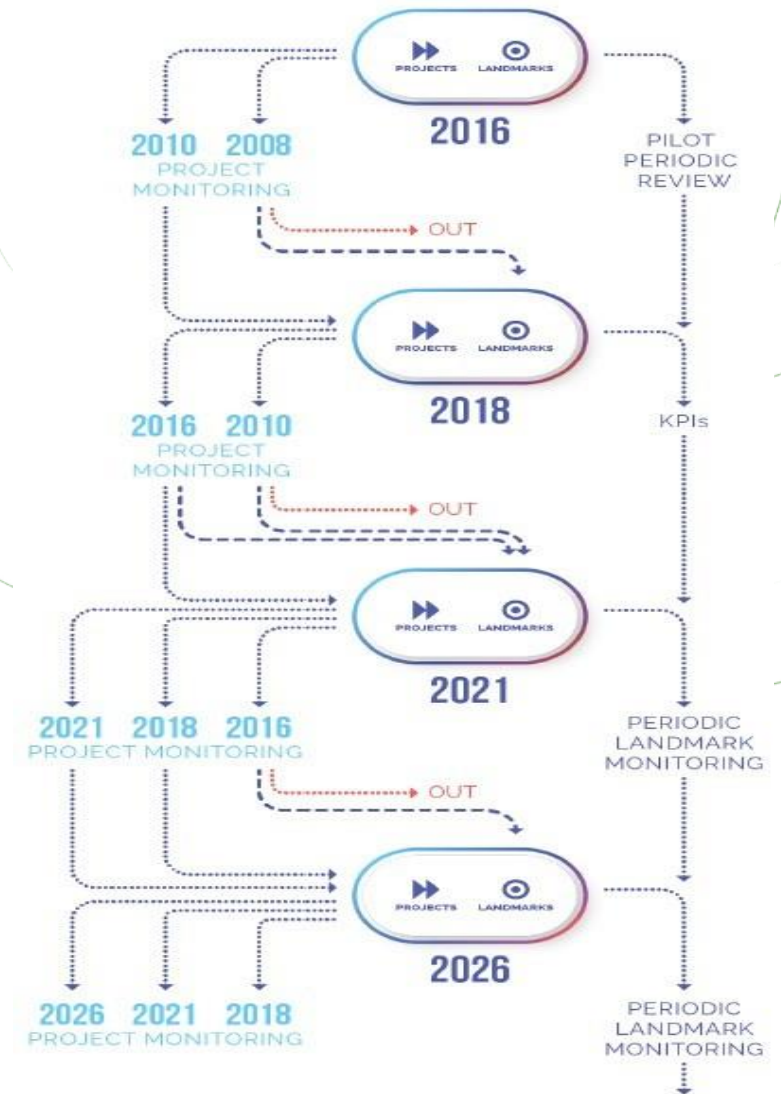 PROJECTS LANDMARKS
2016
2010 2008
PROJECT
MONITORING
PILOT
PERIODIC
REVIEW
OUT
PROJECTS LANDMARKS
2018
2016 2010
PROJECT
MONITORING
KPIs
OUT
PROJECTS LANDMARKS
2021
2021 2018 2016
PROJECT MONITORING
PERIODIC
LANDMARK
MONITORING
OUT
PROJECTS LANDMARKS
2026
2026 2021 2018
PROJECT MONITORING
PERIODIC
LANDMARK
MONITORING